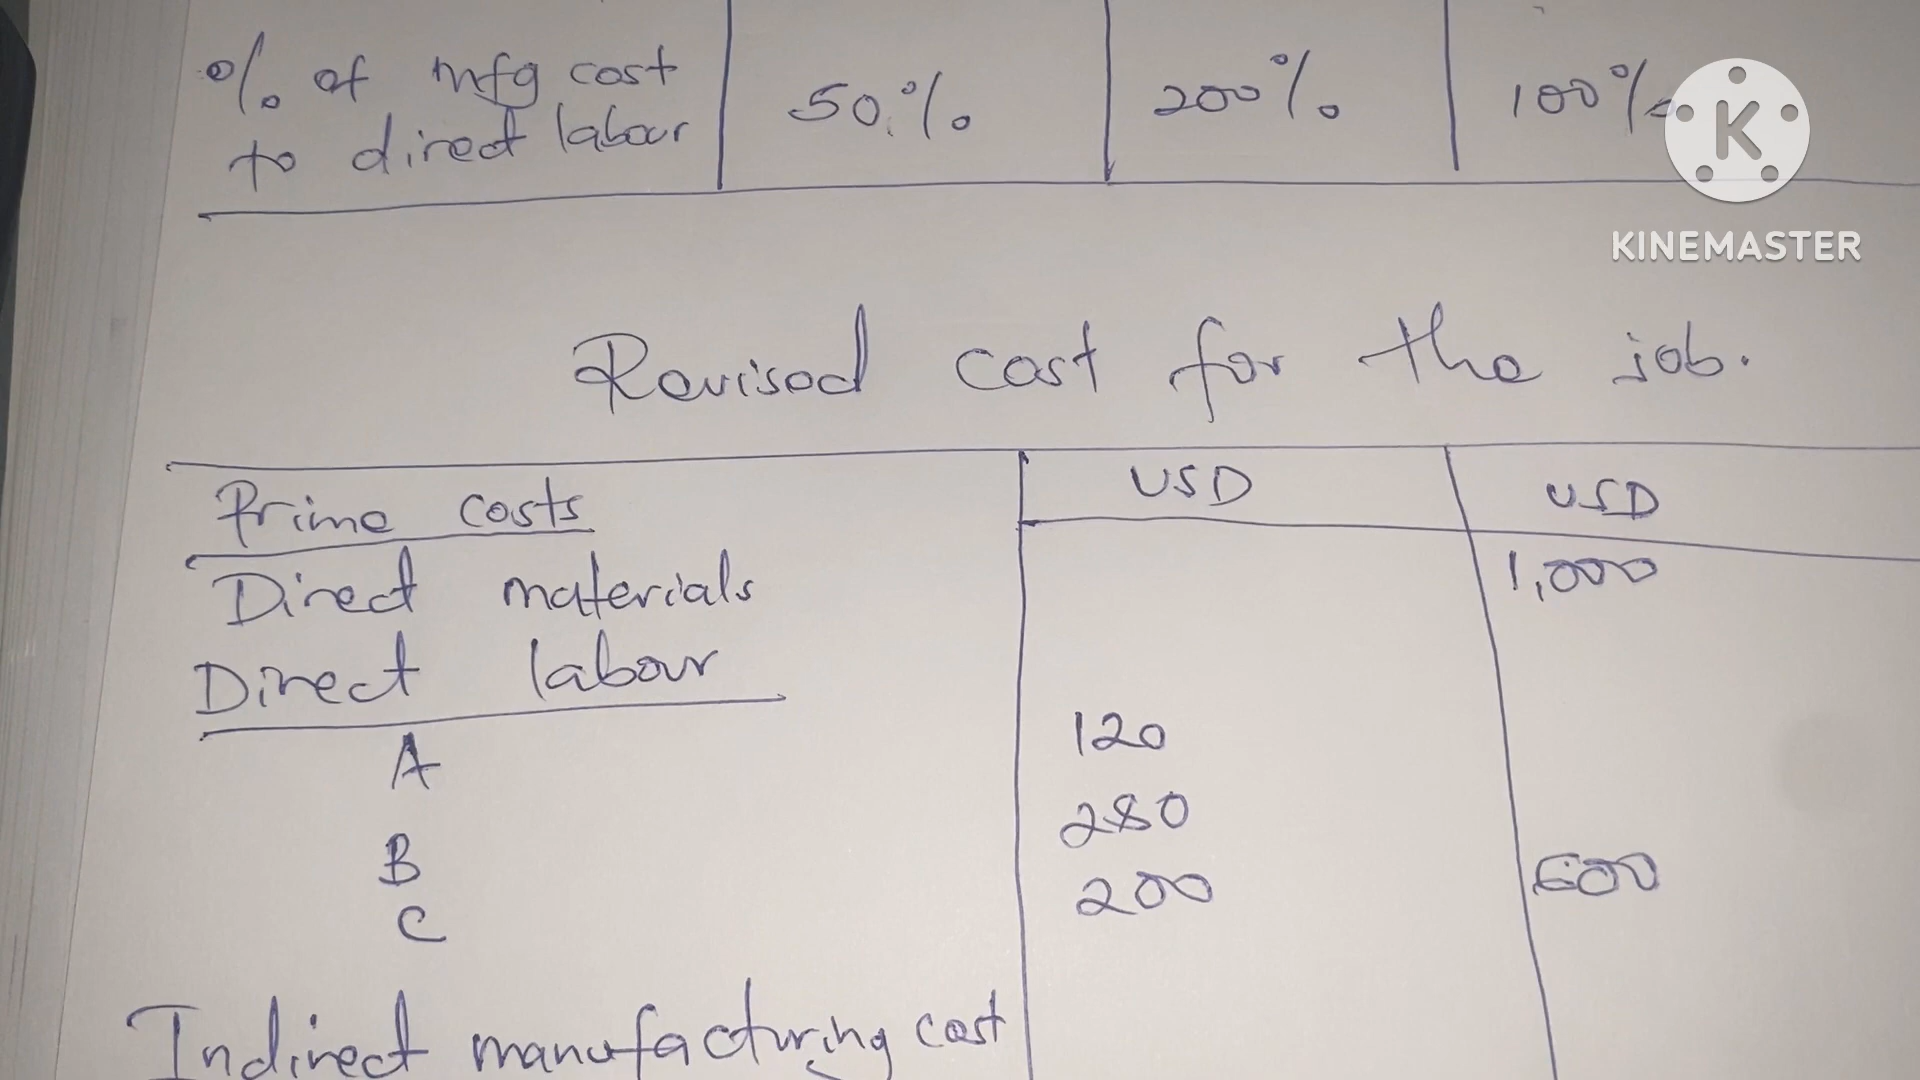 % of mfg cost to direct labour 50% 200% 100%
K
KINEMASTER
Revised cost for the job.
Prime costs USD USD
Direct materials 1,000
Direct labour
A 120
B 280
C 200 600
Indirect manufacturing cost